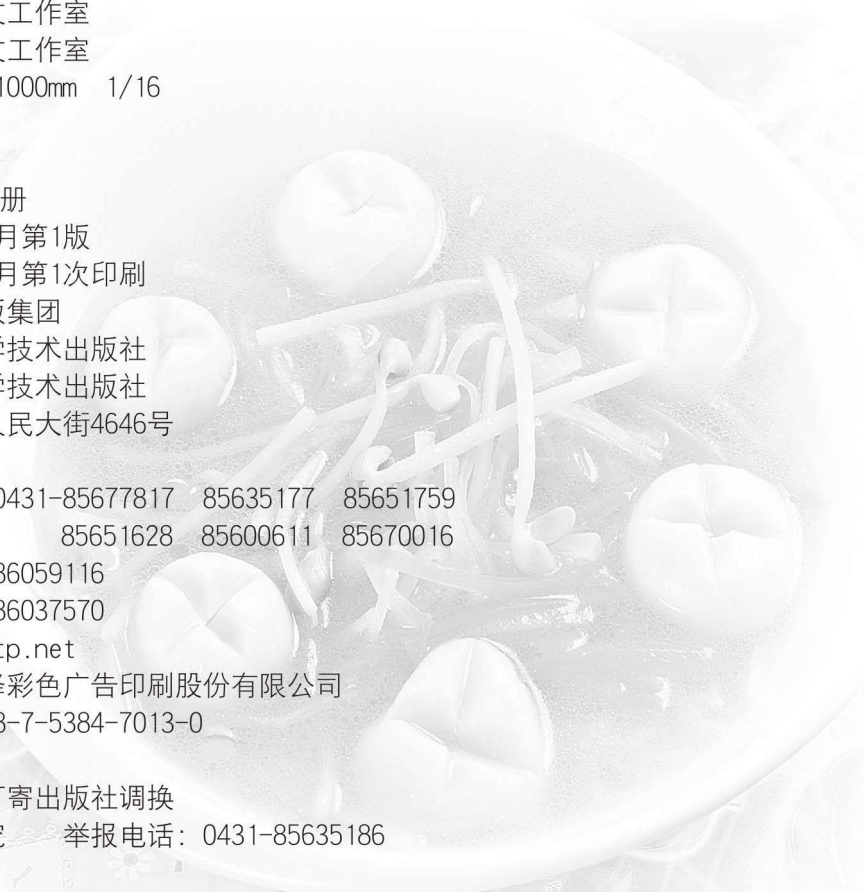 工作室
工作室
1000mm 1/16
册
月第1版
月第1次印刷
集团
技术出版社
技术出版社
民大街4646号
0431-85677817 85635177 85651759
85651628 85600611 85670016
86059116
86037570
tp.net
彩色广告印刷股份有限公司
-7-5384-7013-0
寄出版社调换
举报电话：0431-85635186